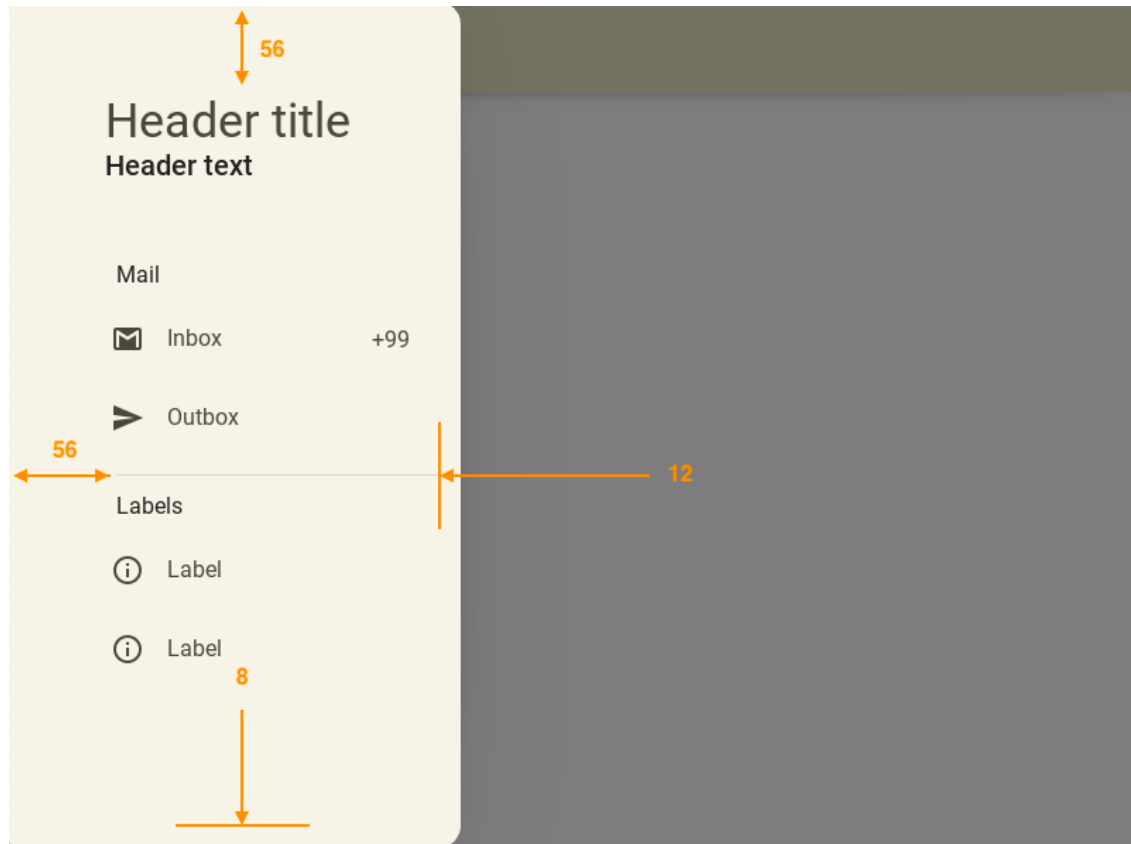 56
Header title
Header text
Mail
Inbox +99
Outbox
56
12
Labels
Label
Label
8